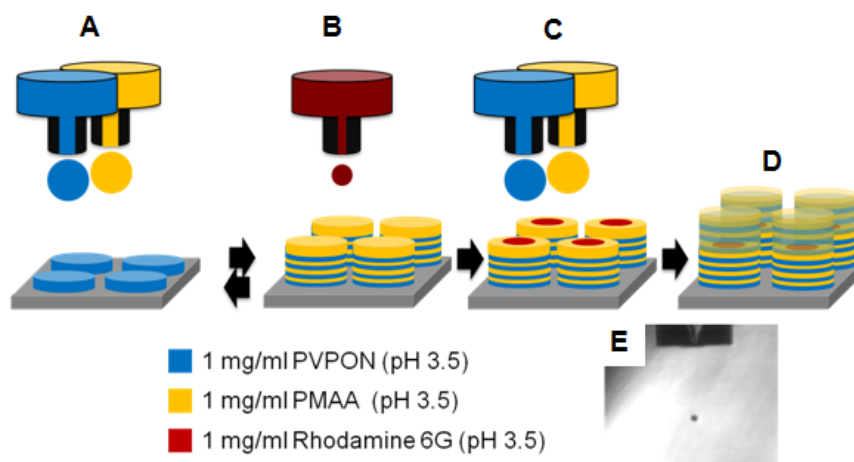 A
B
C
D
E
1 mg/ml PVPON (pH 3.5)
1 mg/ml PMAA (pH 3.5)
1 mg/ml Rhodamine 6G (pH 3.5)